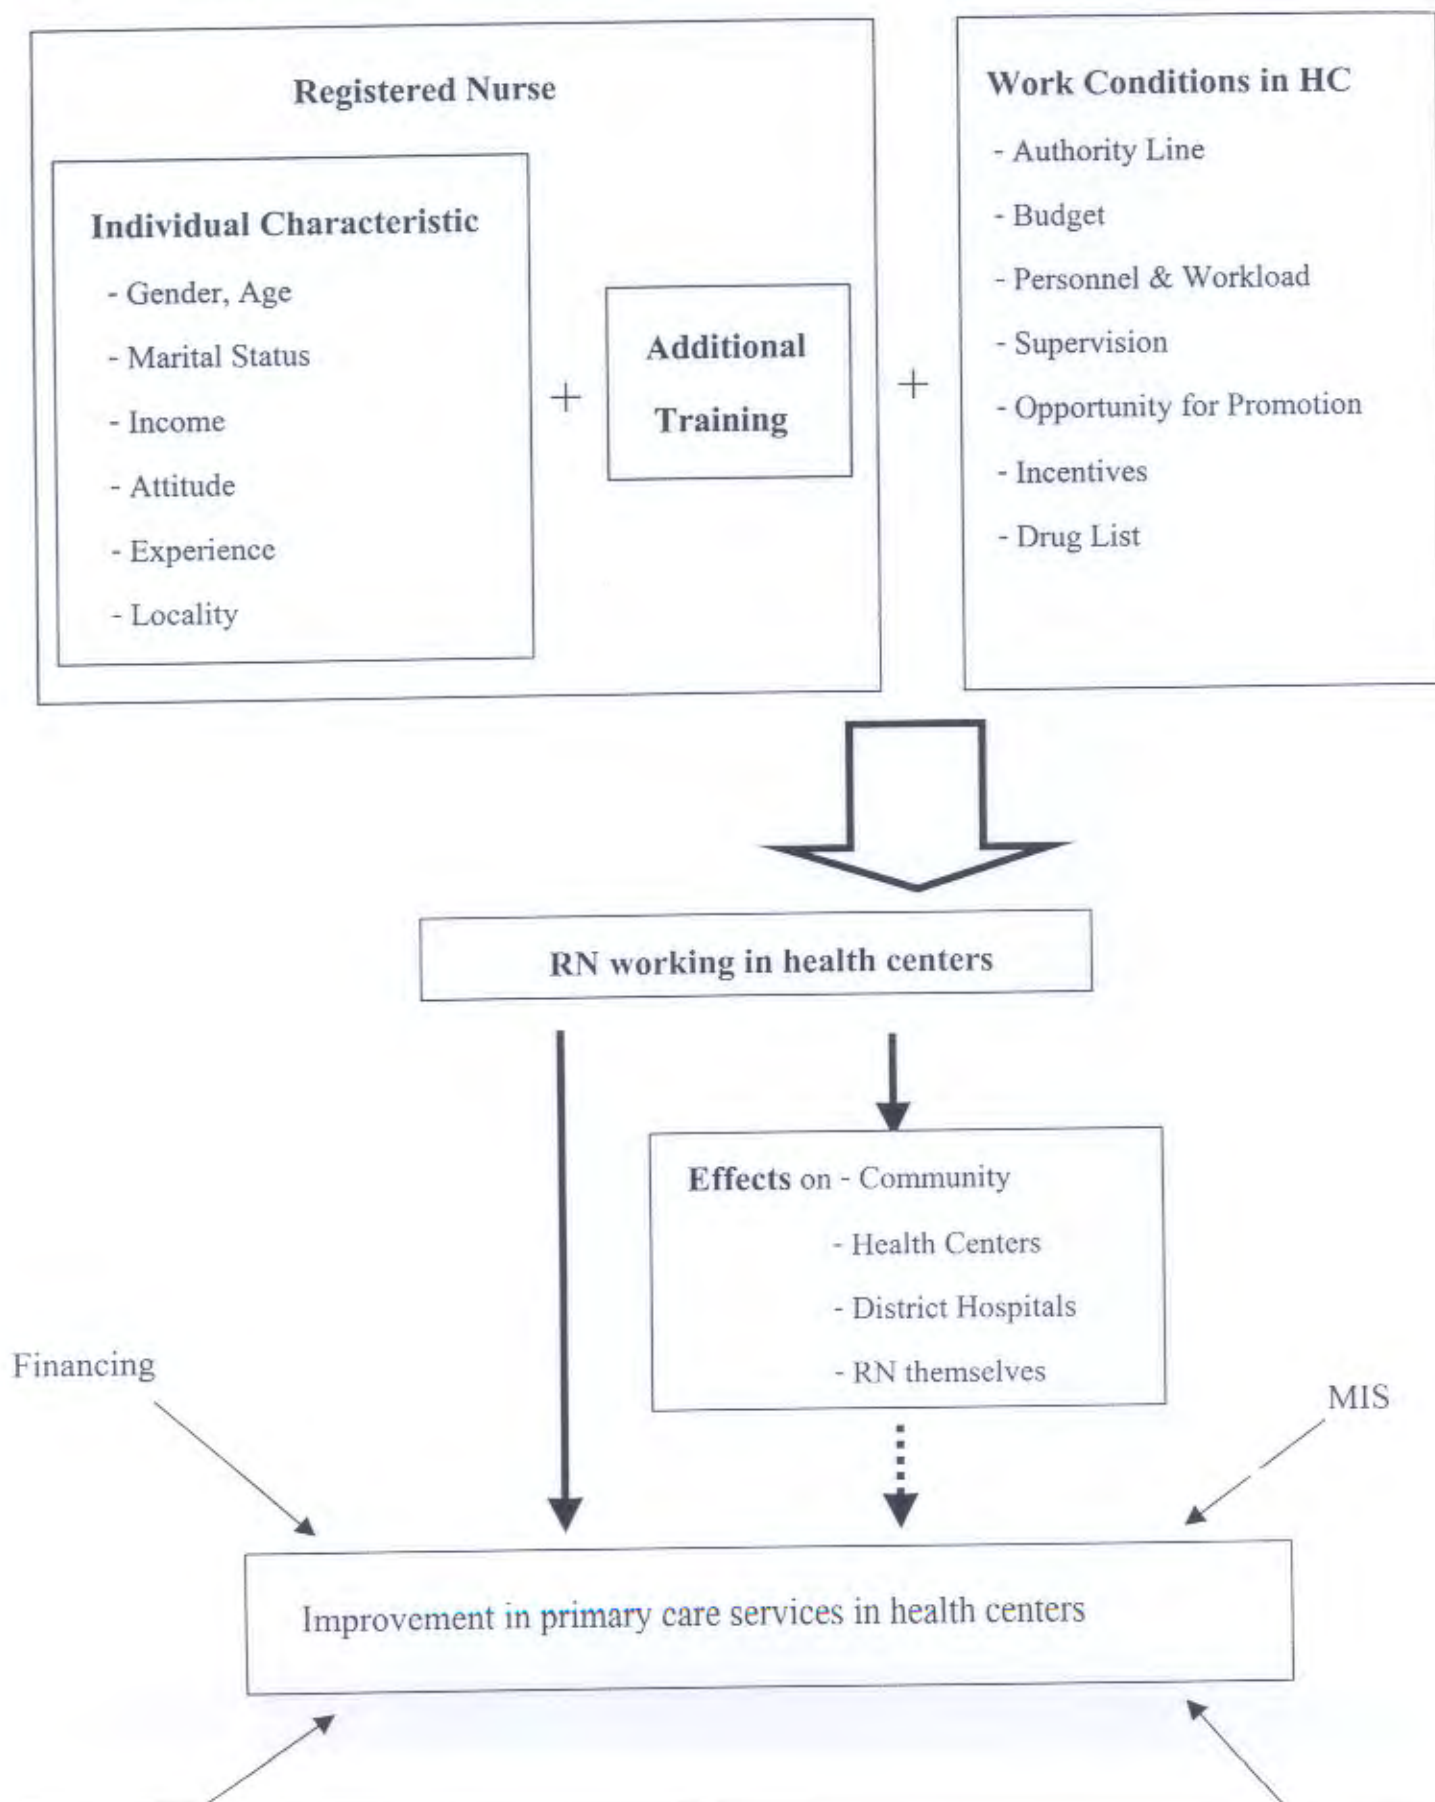 Registered Nurse
Individual Characteristic
- Gender, Age
- Marital Status
- Income
- Attitude
- Experience
- Locality
+
Additional
Training
+
Work Conditions in HC
- Authority Line
- Budget
- Personnel & Workload
- Supervision
- Opportunity for Promotion
- Incentives
- Drug List
RN working in health centers
Effects on - Community
- Health Centers
- District Hospitals
- RN themselves
Financing
MIS
Improvement in primary care services in health centers